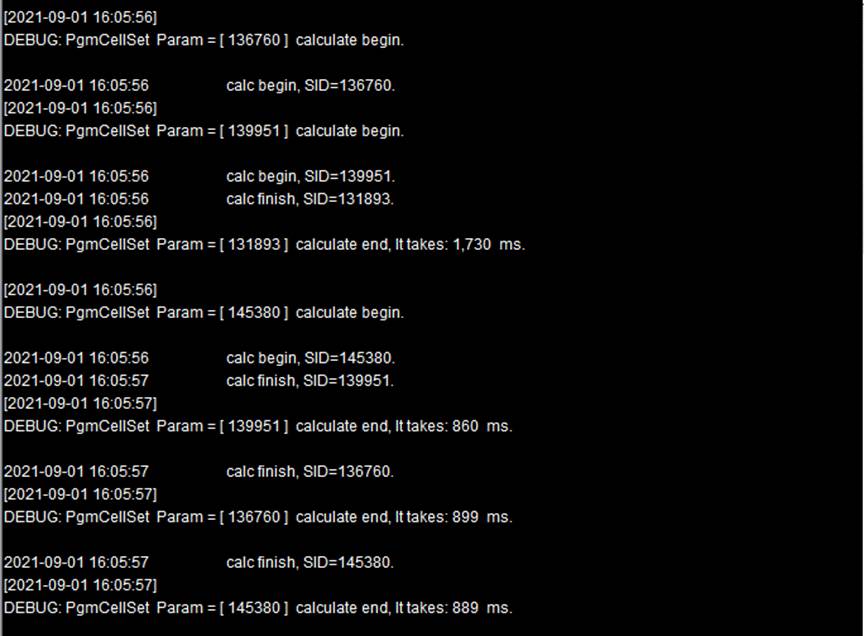 [2021-09-01 16:05:56]
DEBUG: PgmCellSet Param = [ 136760 ] calculate begin.
2021-09-01 16:05:56 calc begin, SID=136760.
[2021-09-01 16:05:56]
DEBUG: PgmCellSet Param = [ 139951 ] calculate begin.
2021-09-01 16:05:56 calc begin, SID=139951.
2021-09-01 16:05:56 calc finish, SID=131893.
[2021-09-01 16:05:56]
DEBUG: PgmCellSet Param = [ 131893 ] calculate end, It takes: 1,730 ms.
[2021-09-01 16:05:56]
DEBUG: PgmCellSet Param = [ 145380 ] calculate begin.
2021-09-01 16:05:56 calc begin, SID=145380.
2021-09-01 16:05:57 calc finish, SID=139951.
[2021-09-01 16:05:57]
DEBUG: PgmCellSet Param = [ 139951 ] calculate end, It takes: 860 ms.
2021-09-01 16:05:57 calc finish, SID=136760.
[2021-09-01 16:05:57]
DEBUG: PgmCellSet Param = [ 136760 ] calculate end, It takes: 899 ms.
2021-09-01 16:05:57 calc finish, SID=145380.
[2021-09-01 16:05:57]
DEBUG: PgmCellSet Param = [ 145380 ] calculate end, It takes: 889 ms.